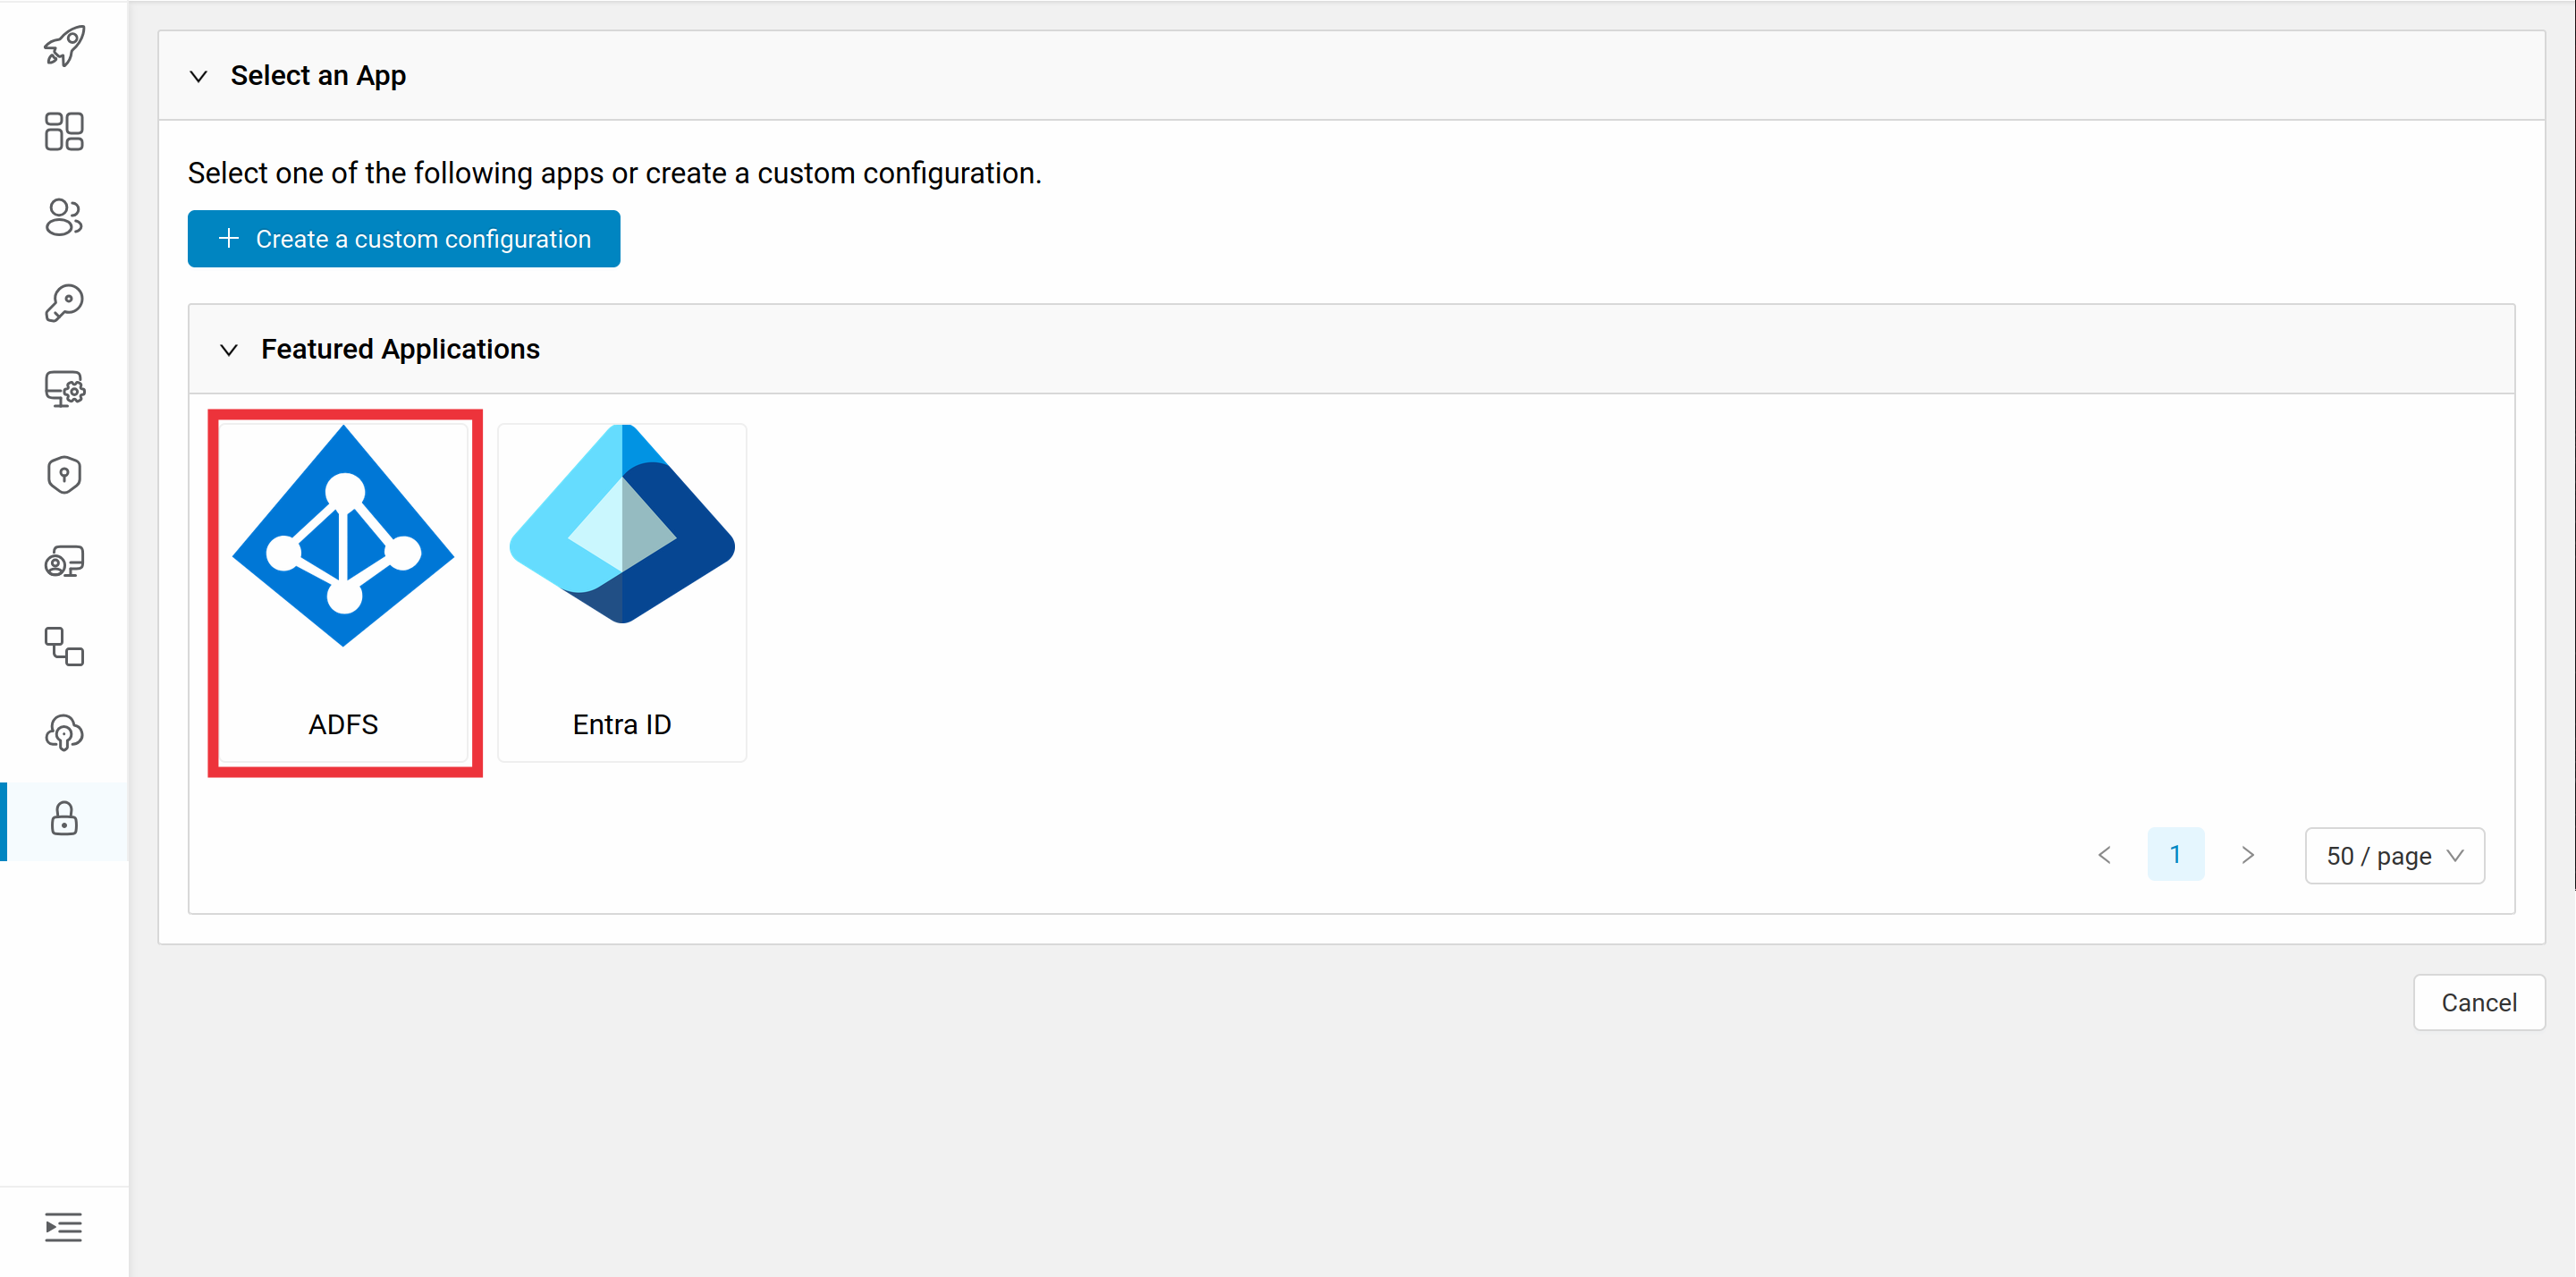 Select an App
Select one of the following apps or create a custom configuration.
Create a custom configuration
Featured Applications
ADFS
Entra ID
1
50 / page
Cancel